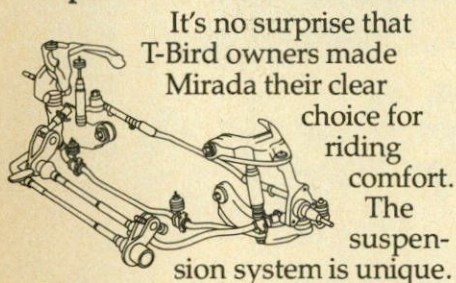 It's no surprise that
T-Bird owners made
Mirada their clear
choice for
riding
comfort.
The
suspen-
sion system is unique.